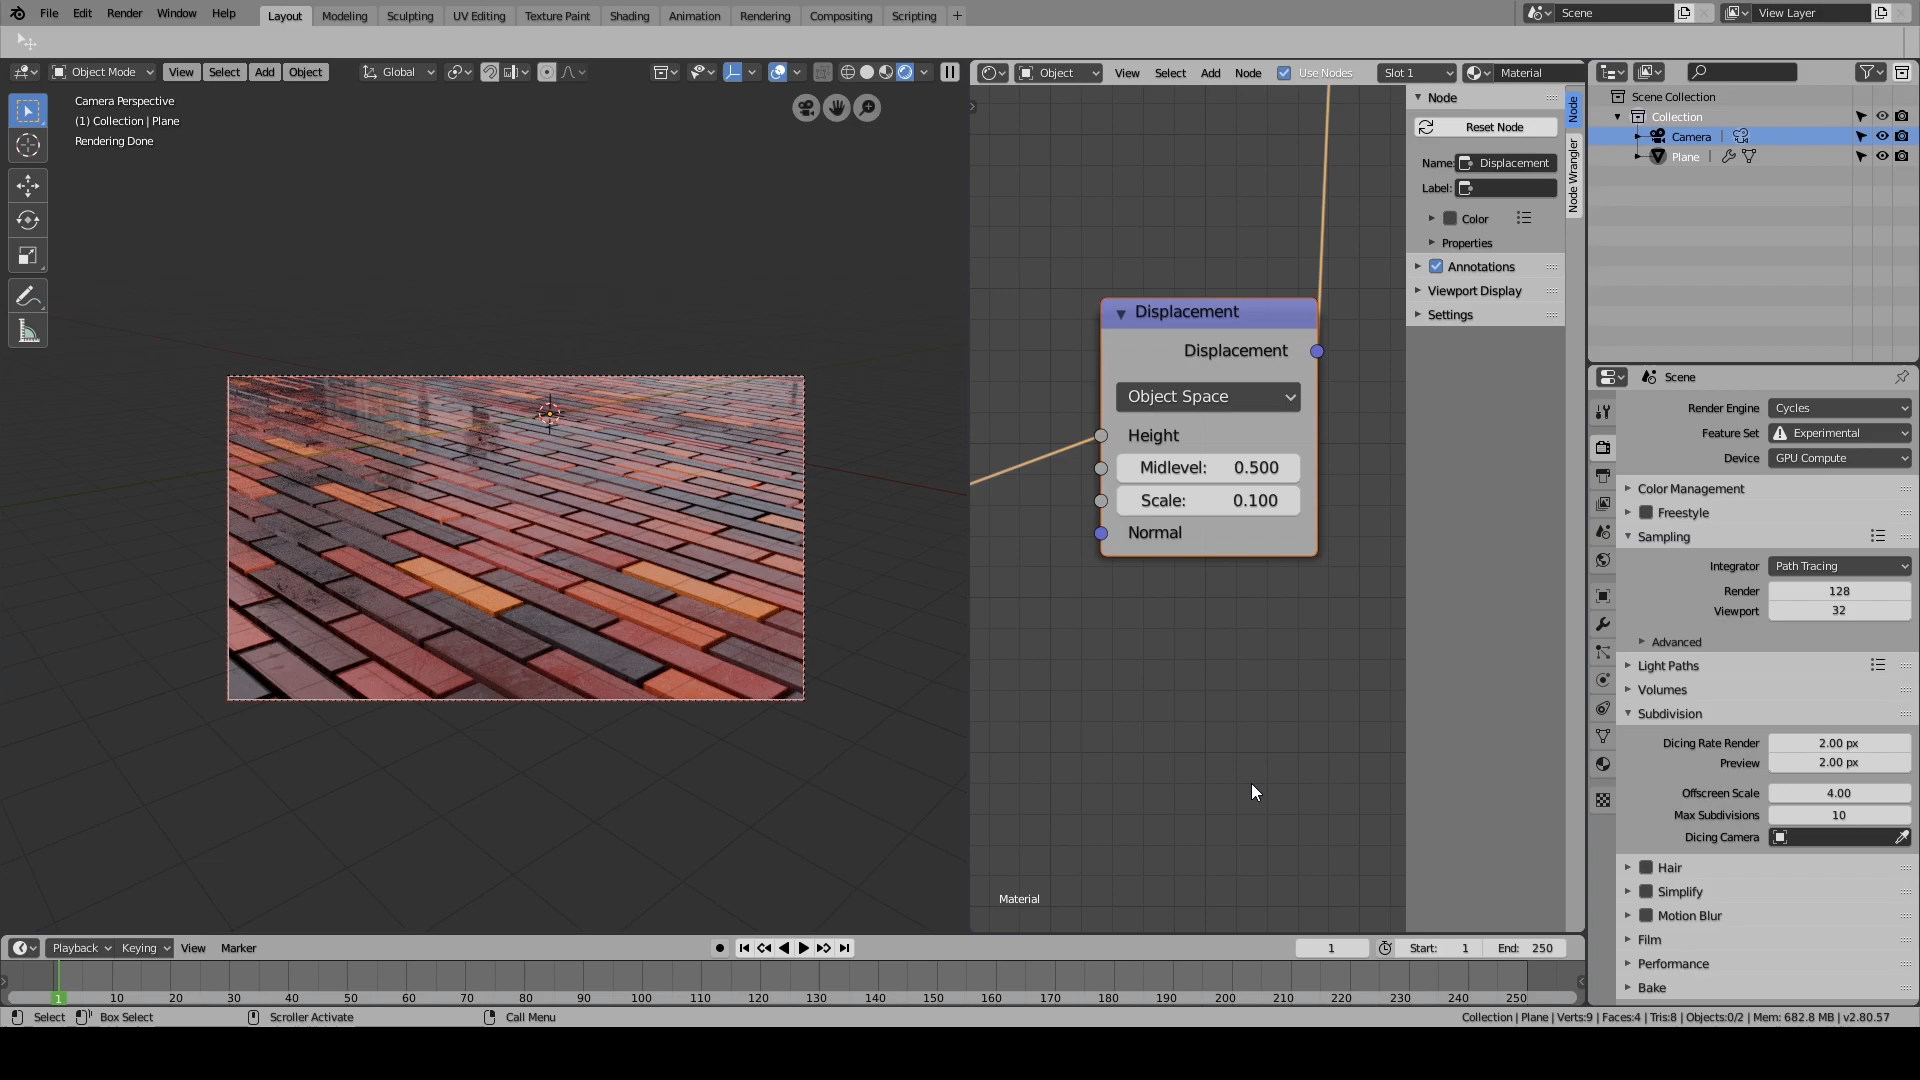 File Edit Render Window Help Layout Modeling Sculpting UV Editing Texture Paint Shading Animation Rendering Compositing Scripting + Scene View Layer
Object Mode View Select Add Object Global
Object View Select Add Node Use Nodes Slot 1 Material
Camera Perspective
(1) Collection | Plane
Rendering Done
Displacement
Displacement
Object Space
Height
Midlevel: 0.500
Scale: 0.100
Normal
Material
Node
Reset Node
Name: Displacement
Label:
Color
Properties
Annotations
Viewport Display
Settings
Node
Node Wrangler
Scene Collection
Collection
Camera
Plane
Scene
Render Engine Cycles
Feature Set Experimental
Device GPU Compute
Color Management
Freestyle
Sampling
Integrator Path Tracing
Render 128
Viewport 32
Advanced
Light Paths
Volumes
Subdivision
Dicing Rate Render 2.00 px
Preview 2.00 px
Offscreen Scale 4.00
Max Subdivisions 10
Dicing Camera
Hair
Simplify
Motion Blur
Film
Performance
Bake
Playback Keying View Marker 1 Start: 1 End: 250
1 10 20 30 40 50 60 70 80 90 100 110 120 130 140 150 160 170 180 190 200 210 220 230 240 250
Select Box Select Scroller Activate Call Menu Collection | Plane | Verts:9 | Faces:4 | Tris:8 | Objects:0/2 | Mem: 682.8 MB | v2.80.57